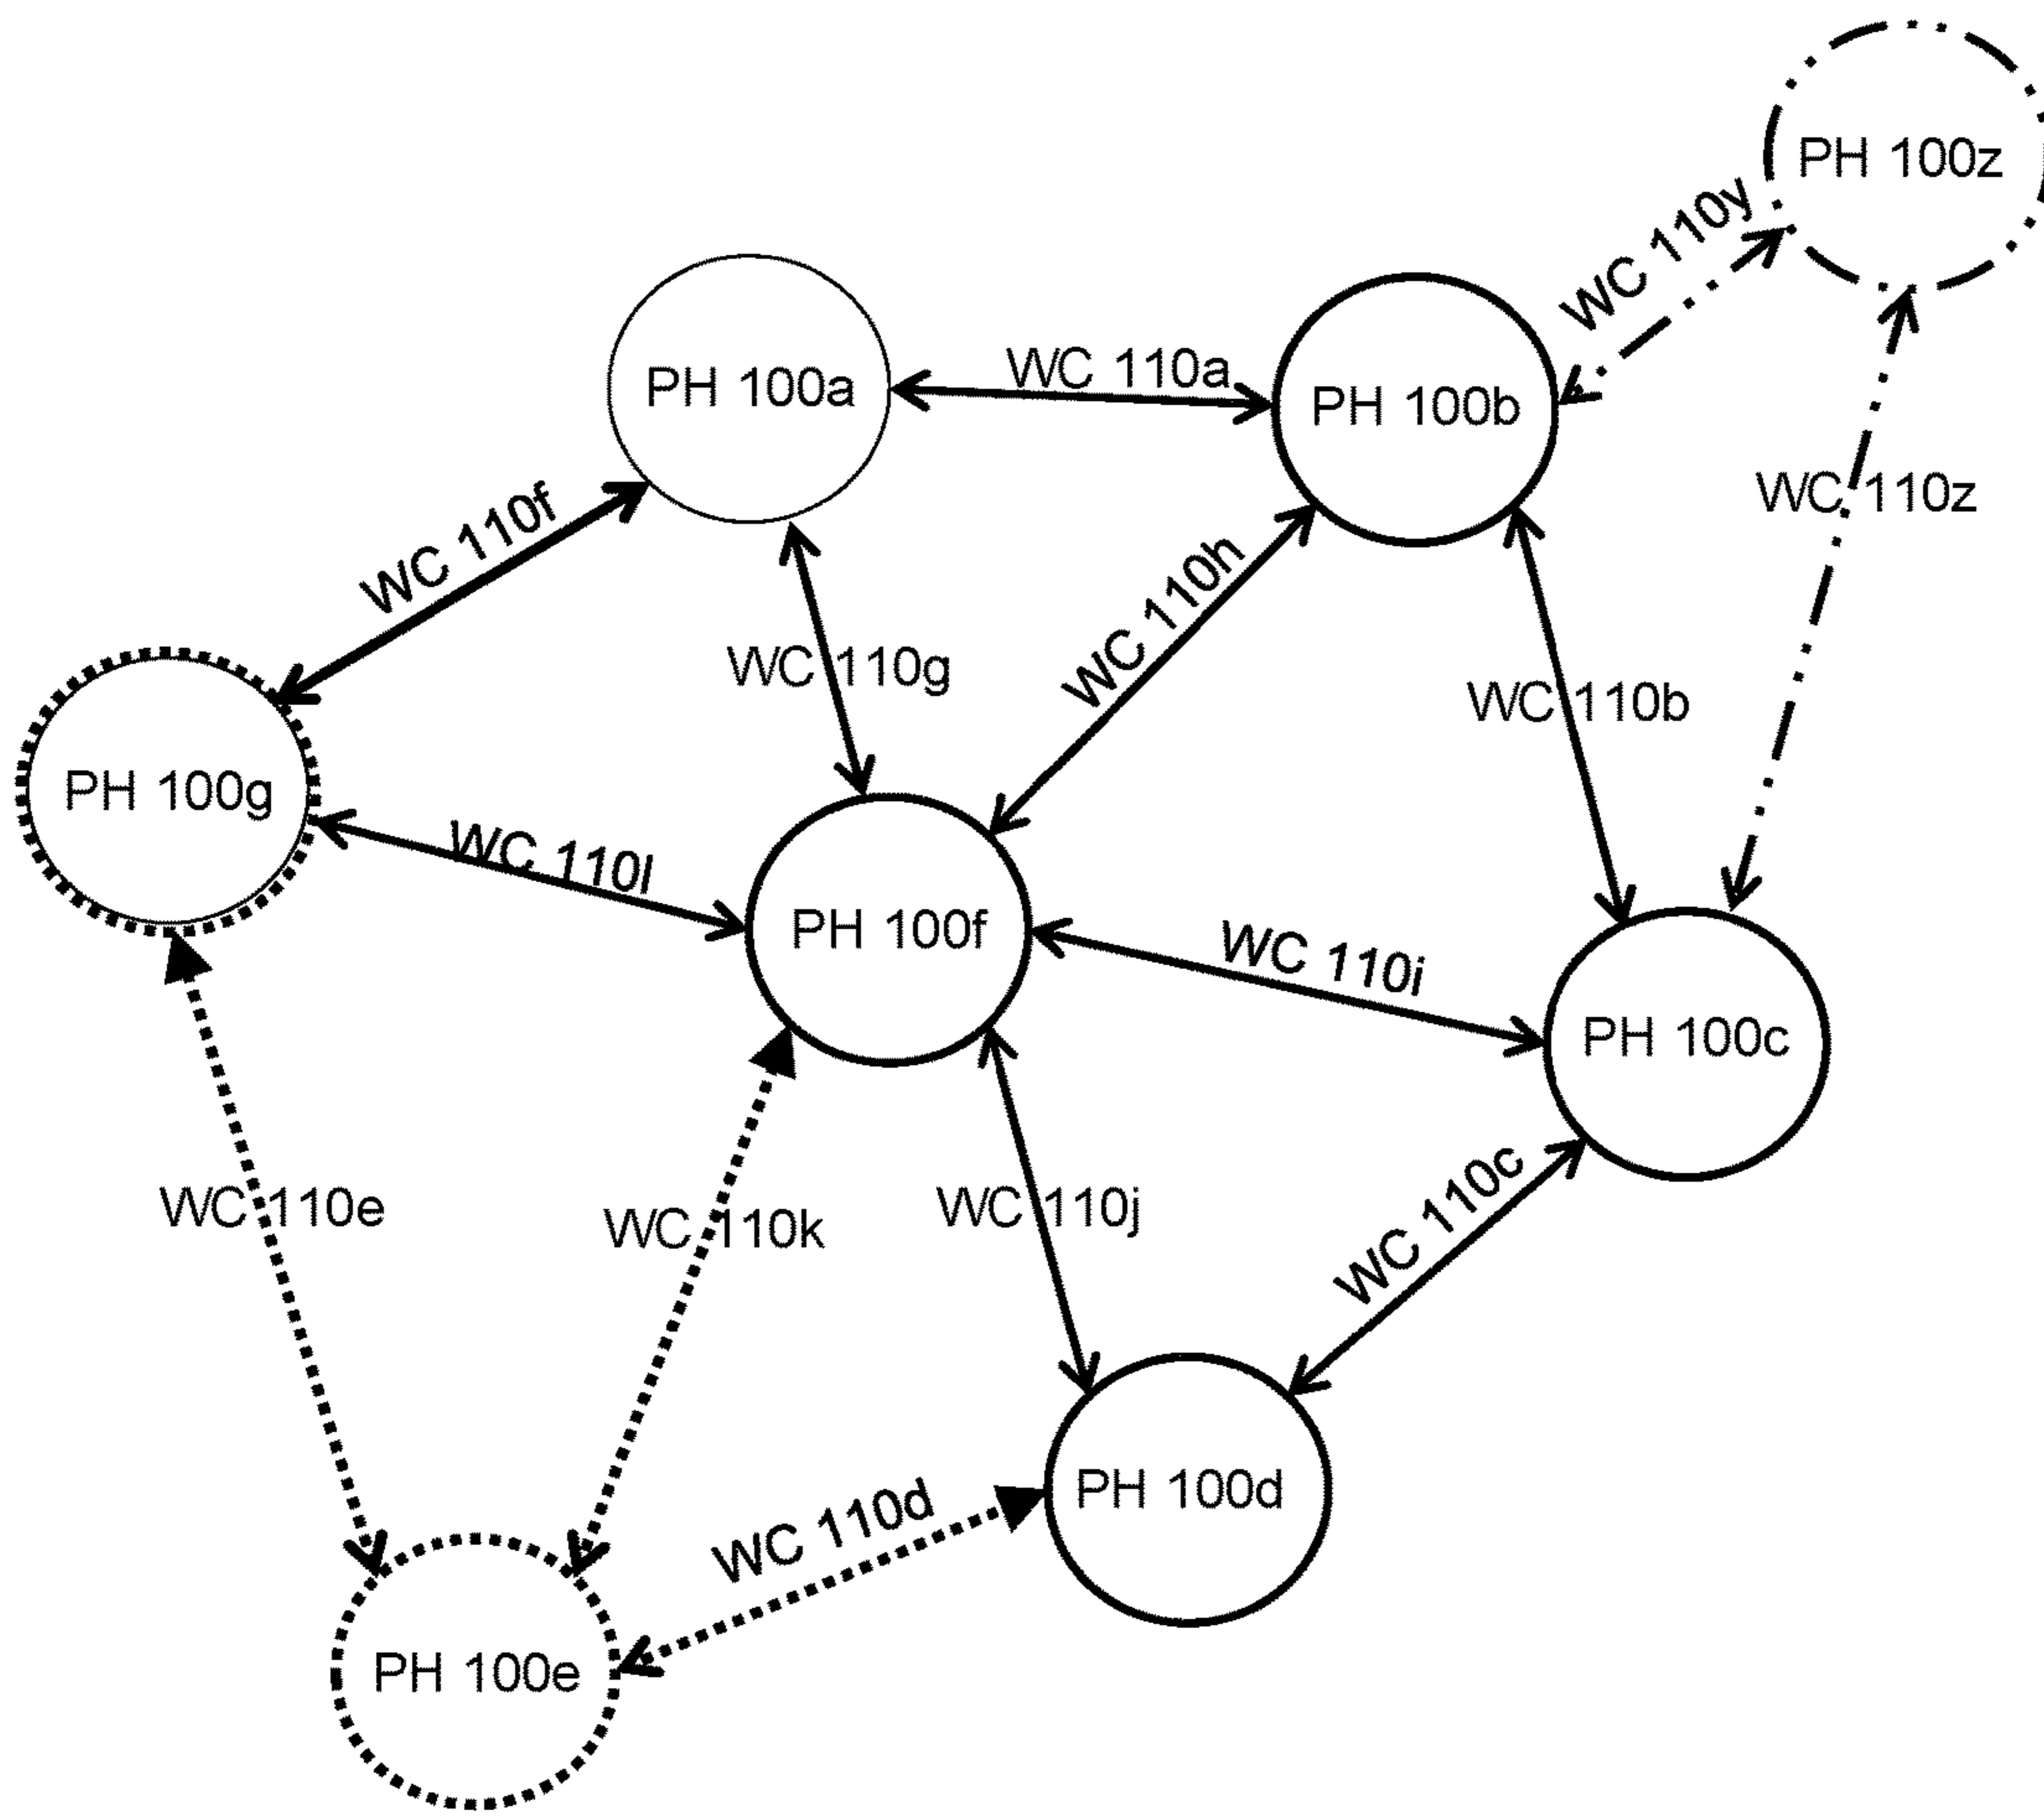 PH 100z
WC 110y
WC 110a
PH 100a
PH 100b
WC 110z
WC 110f
WC 110h
WC 110g
WC 110b
PH 100g
WC 110l
PH 100f
WC 110i
PH 100c
WC 110e
WC 110k
WC 110j
WC 110c
PH 100d
WC 110d
PH 100e